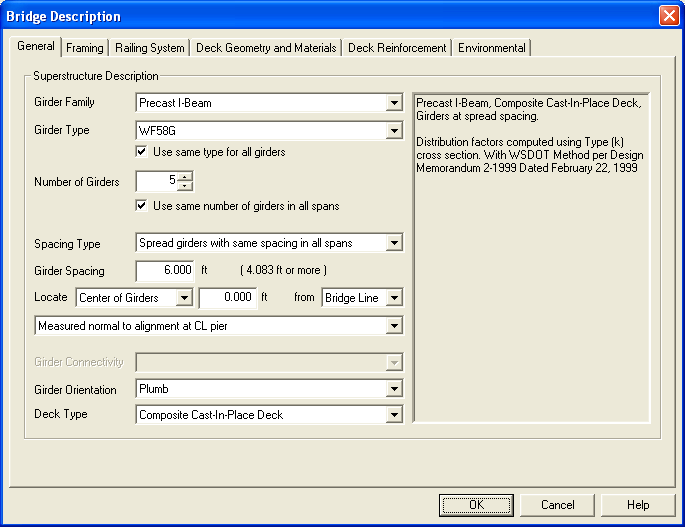 Bridge Description
General Framing Railing System Deck Geometry and Materials Deck Reinforcement Environmental
Superstructure Description
Girder Family Precast I-Beam
Girder Type WF58G
Use same type for all girders
Number of Girders 5
Use same number of girders in all spans
Spacing Type Spread girders with same spacing in all spans
Girder Spacing 6.000 ft ( 4.083 ft or more )
Locate Center of Girders 0.000 ft from Bridge Line
Measured normal to alignment at CL pier
Girder Connectivity
Girder Orientation Plumb
Deck Type Composite Cast-In-Place Deck
Precast I-Beam, Composite Cast-In-Place Deck,
Girders at spread spacing.
Distribution factors computed using Type (k)
cross section. With WSDOT Method per Design
Memorandum 2-1999 Dated February 22, 1999
OK Cancel Help